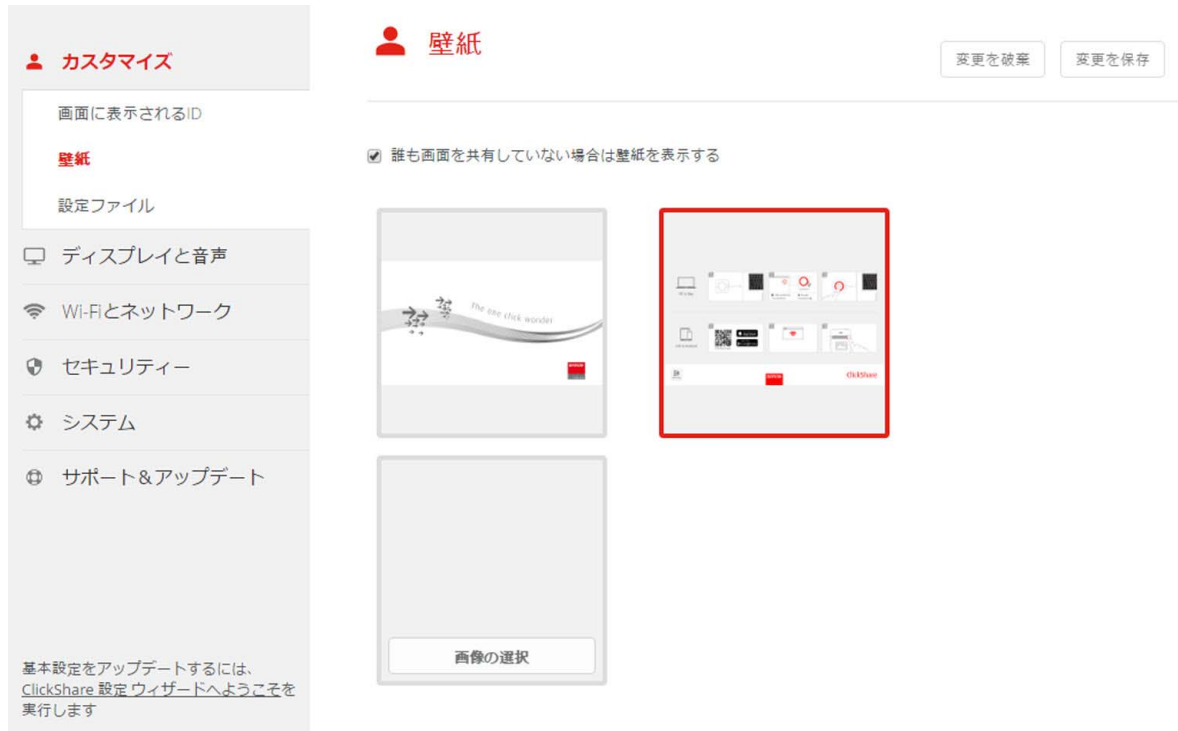 カスタマイズ
画面に表示されるID
壁紙
設定ファイル
ディスプレイと音声
Wi-Fiとネットワーク
セキュリティー
システム
サポート＆アップデート
基本設定をアップデートするには、
ClickShare 設定 ウィザードへようこそを
実行します
壁紙
変更を破棄
変更を保存
誰も画面を共有していない場合は壁紙を表示する
The one click wonder
ClickShare
画像の選択